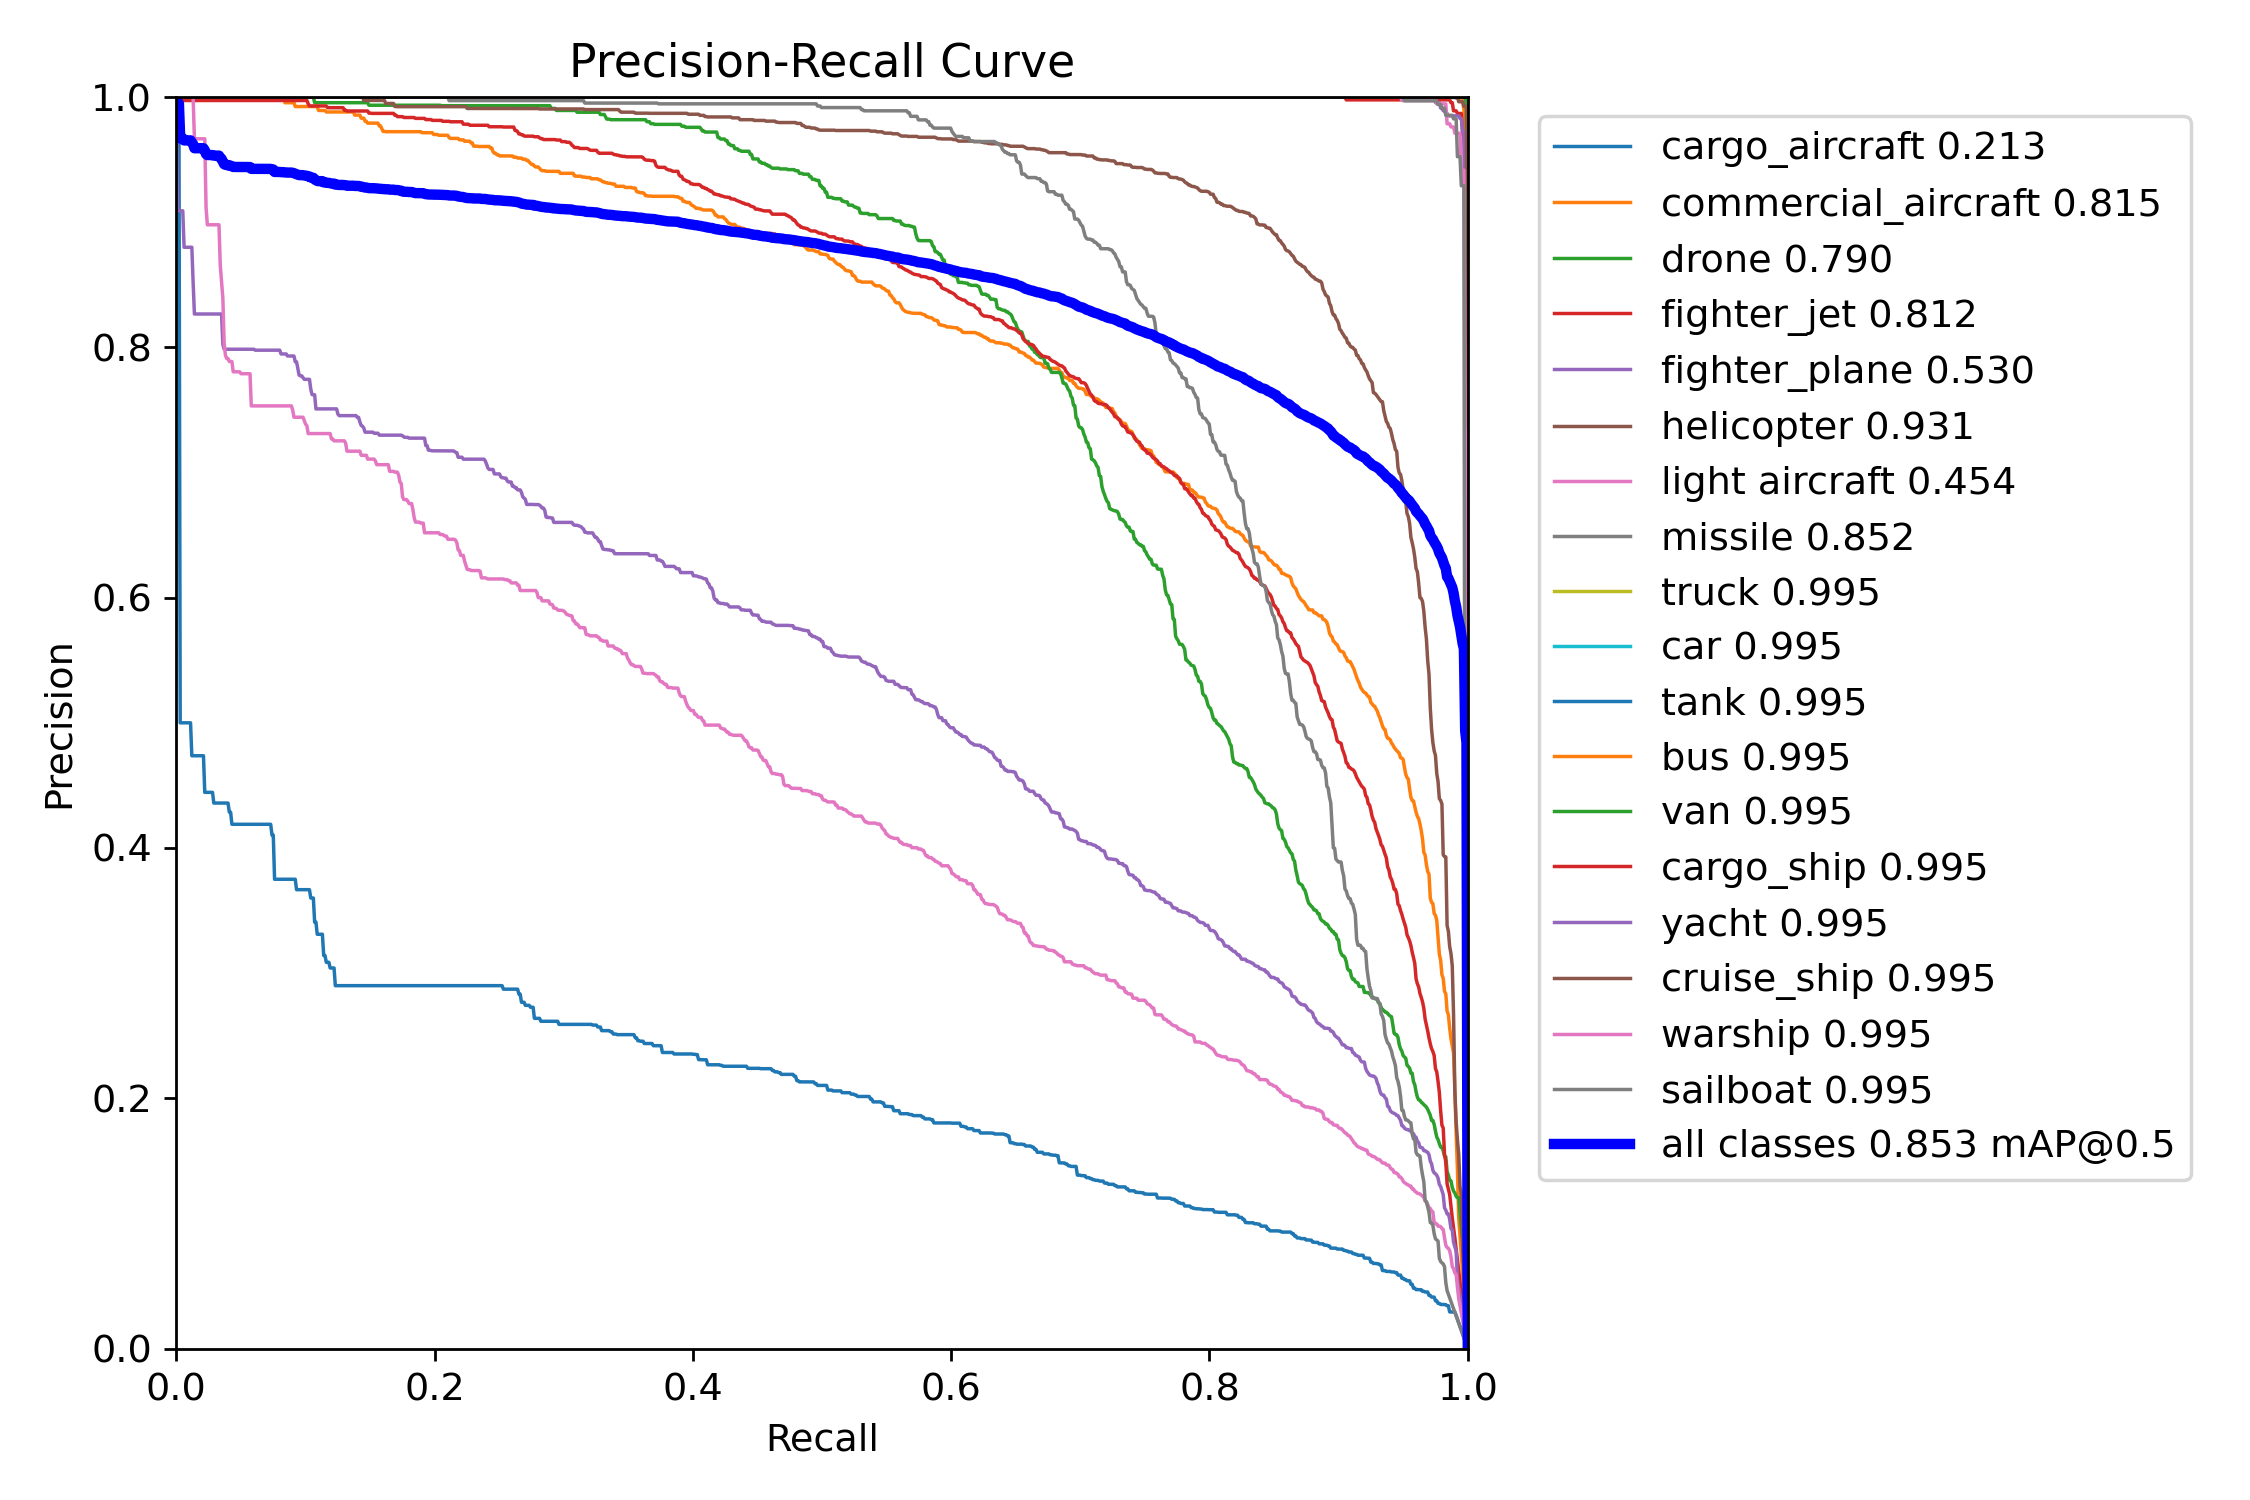 Precision-Recall Curve
1.0
0.8
0.6
0.4
0.2
0.0
Precision
0.0 0.2 0.4 0.6 0.8 1.0
Recall
cargo_aircraft 0.213
commercial_aircraft 0.815
drone 0.790
fighter_jet 0.812
fighter_plane 0.530
helicopter 0.931
light aircraft 0.454
missile 0.852
truck 0.995
car 0.995
tank 0.995
bus 0.995
van 0.995
cargo_ship 0.995
yacht 0.995
cruise_ship 0.995
warship 0.995
sailboat 0.995
all classes 0.853 mAP@0.5